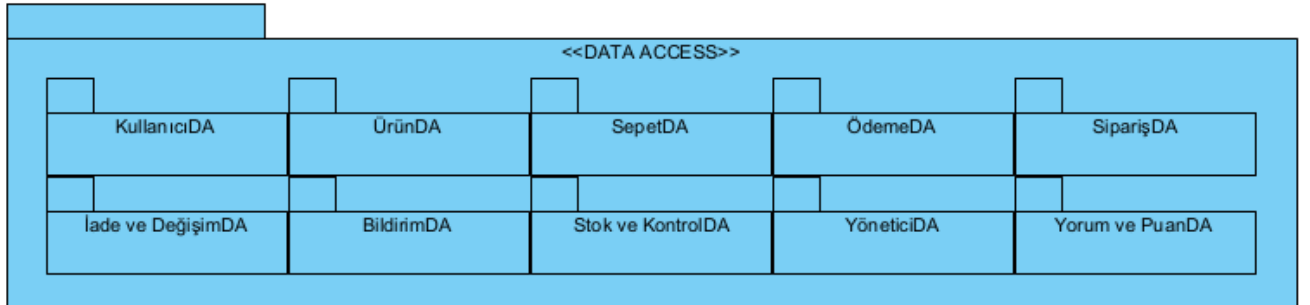 <<DATA ACCESS>>
KullanıcıDA
ÜrünDA
SepetDA
ÖdemeDA
SiparişDA
İade ve DeğişimDA
BildirimDA
Stok ve KontrolDA
YöneticiDA
Yorum ve PuanDA